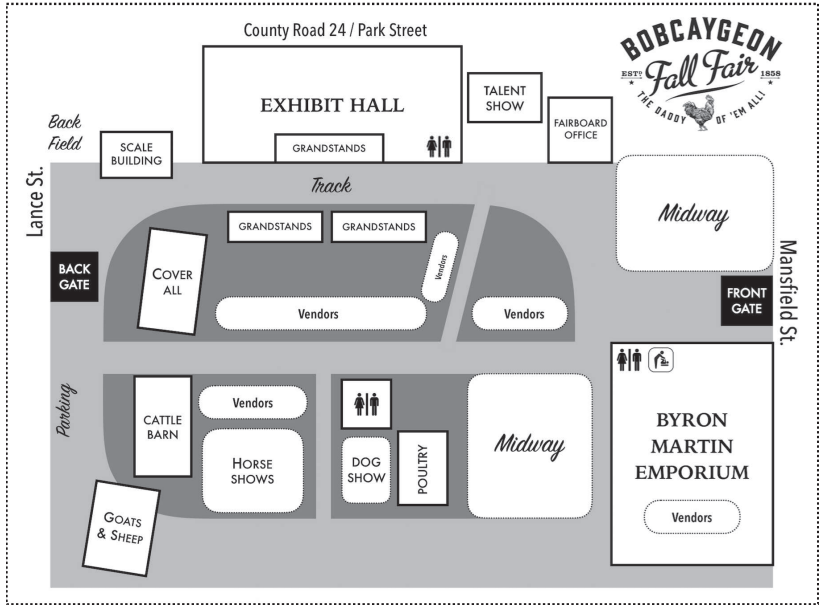 County Road 24 / Park Street
BOBCAYGEON
ESTD 1858
Fall Fair
THE DADDY OF 'EM ALL!
EXHIBIT HALL
GRANDSTANDS
TALENT
SHOW
FAIRBOARD
OFFICE
Back
Field
SCALE
BUILDING
Lance St.
Track
Midway
GRANDSTANDS
GRANDSTANDS
COVER
ALL
Vendors
Vendors
Vendors
BACK
GATE
FRONT
GATE
Mansfield St.
Parking
CATTLE
BARN
Vendors
HORSE
SHOWS
DOG
SHOW
POULTRY
Midway
BYRON
MARTIN
EMPORIUM
Vendors
GOATS
& SHEEP